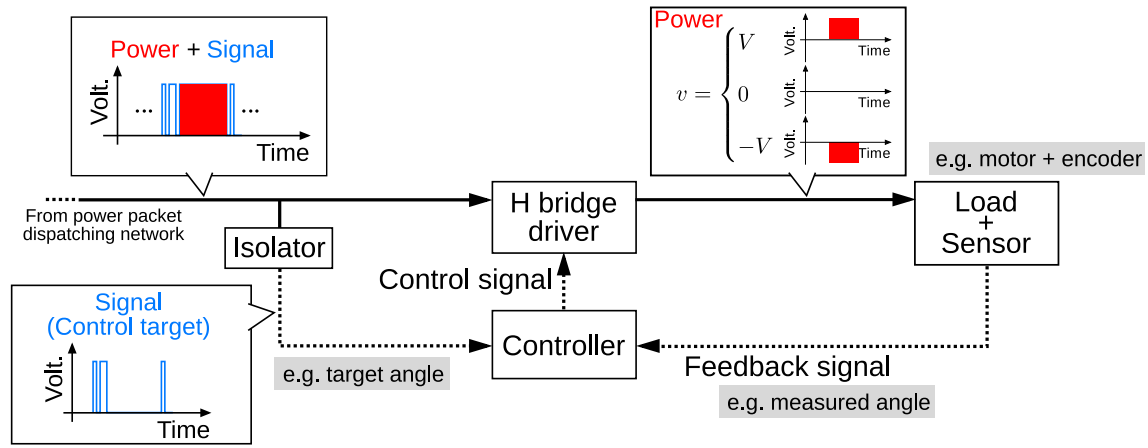 Power + Signal
Volt.
...
...
Time
Power
v =
V
0
−V
Volt.
Time
Volt.
Time
Volt.
Time
e.g. motor + encoder
From power packet
dispatching network
Isolator
H bridge
driver
Load
+
Sensor
Control signal
Signal
(Control target)
Volt.
Time
Controller
e.g. target angle
Feedback signal
e.g. measured angle